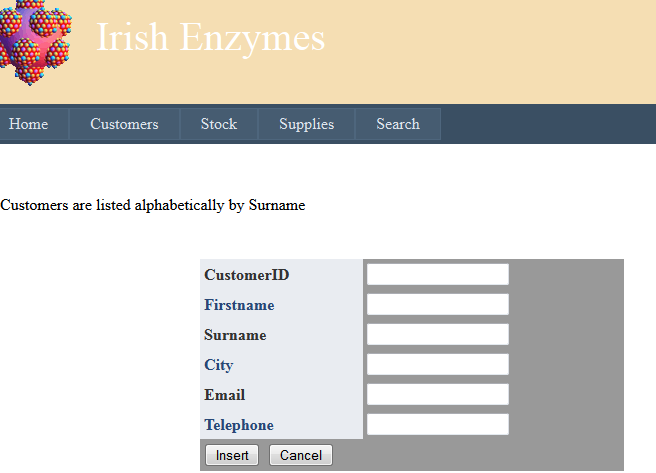 Irish Enzymes
Home Customers Stock Supplies Search
Customers are listed alphabetically by Surname
CustomerID
Firstname
Surname
City
Email
Telephone
Insert Cancel